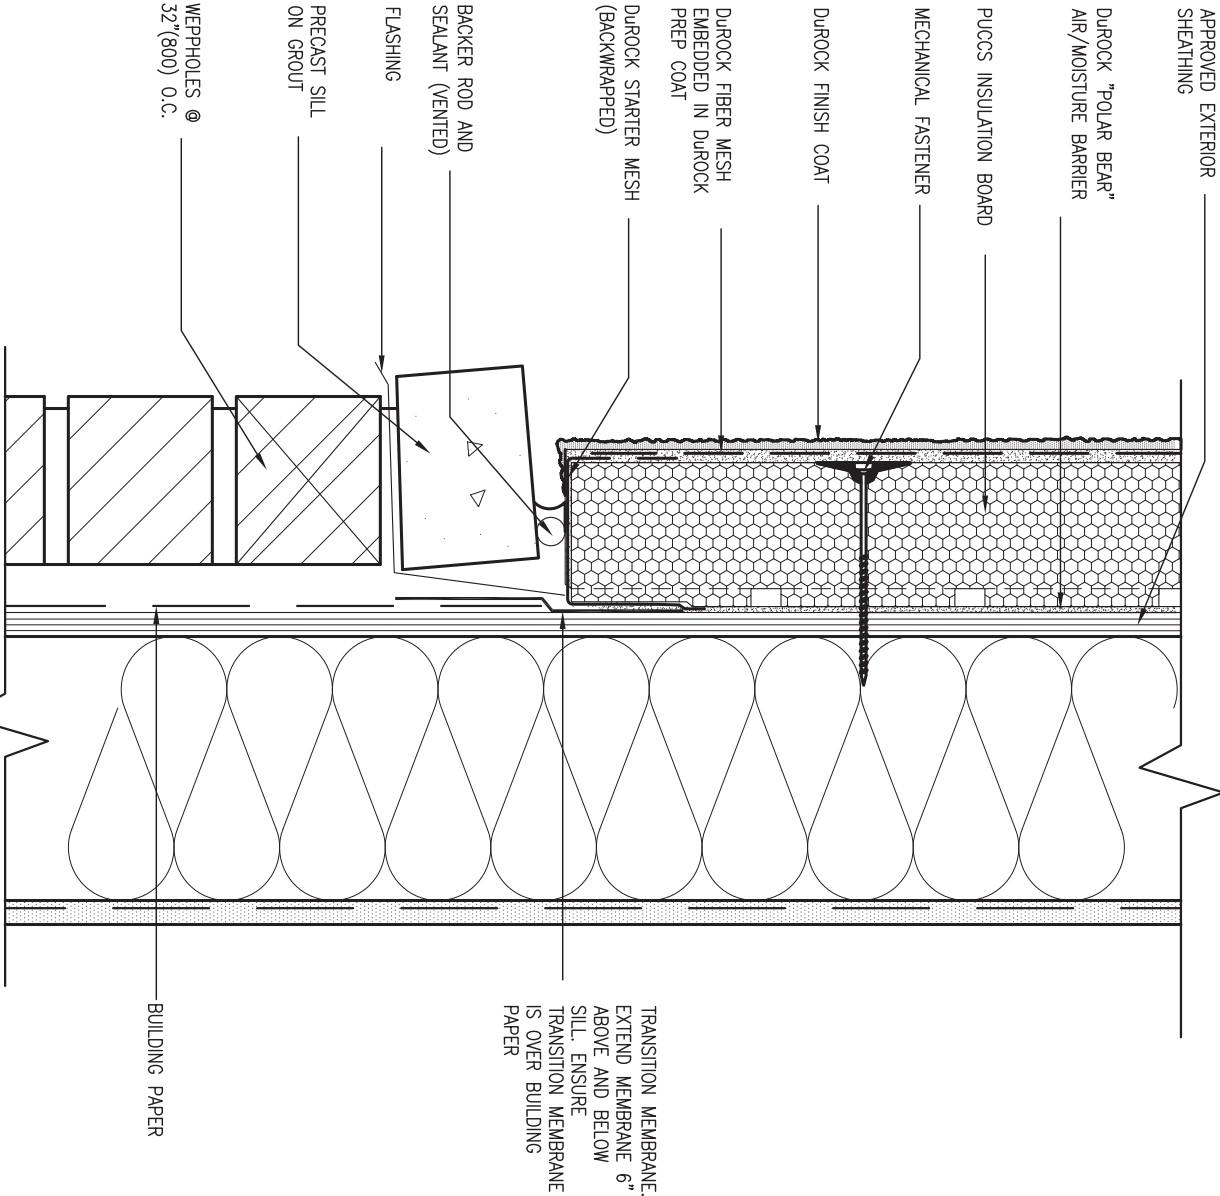 APPROVED EXTERIOR
SHEATHING
DuROCK "POLAR BEAR"
AIR/MOISTURE BARRIER
PUCCS INSULATION BOARD
MECHANICAL FASTENER
DuROCK FINISH COAT
DuROCK FIBER MESH
EMBEDDED IN DuROCK
PREP COAT
DuROCK STARTER MESH
(BACKWRAPPED)
BACKER ROD AND
SEALANT (VENTED)
FLASHING
PRECAST SILL
ON GROUT
WEPPHOLES @
32"(800) O.C.
TRANSITION MEMBRANE.
EXTEND MEMBRANE 6"
ABOVE AND BELOW
SILL. ENSURE
TRANSITION MEMBRANE
IS OVER BUILDING
PAPER
BUILDING PAPER